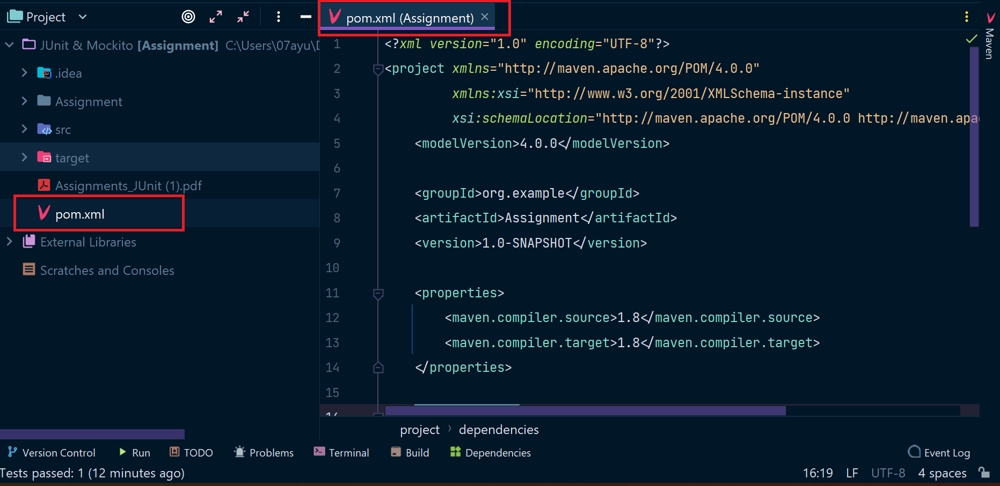 Project
JUnit & Mockito [Assignment] C:\Users\07ayu\
.idea
Assignment
src
target
Assignments_JUnit (1).pdf
pom.xml
External Libraries
Scratches and Consoles
pom.xml (Assignment)
1 <?xml version="1.0" encoding="UTF-8"?>
2 <project xmlns="http://maven.apache.org/POM/4.0.0"
3 xmlns:xsi="http://www.w3.org/2001/XMLSchema-instance"
4 xsi:schemaLocation="http://maven.apache.org/POM/4.0.0 http://maven.apa
5 <modelVersion>4.0.0</modelVersion>
6
7 <groupId>org.example</groupId>
8 <artifactId>Assignment</artifactId>
9 <version>1.0-SNAPSHOT</version>
10
11 <properties>
12 <maven.compiler.source>1.8</maven.compiler.source>
13 <maven.compiler.target>1.8</maven.compiler.target>
14 </properties>
15
project dependencies
Maven
Version Control Run TODO Problems Terminal Build Dependencies Event Log
Tests passed: 1 (12 minutes ago) 16:19 LF UTF-8 4 spaces